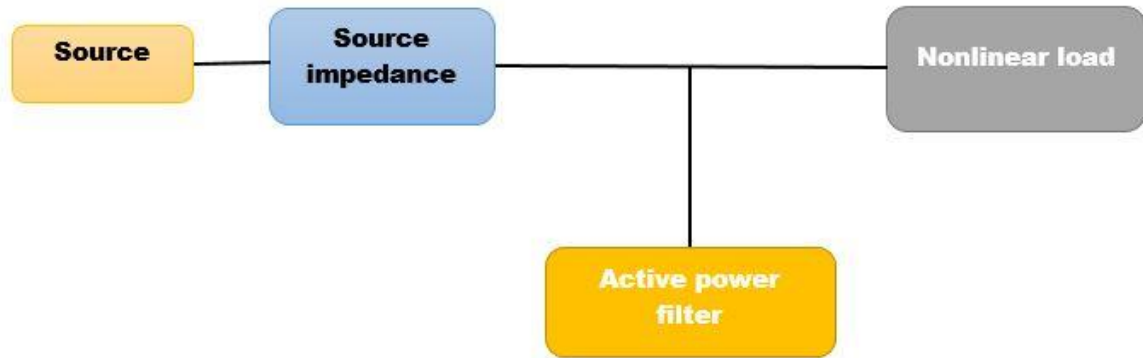 Source
Source
impedance
Nonlinear load
Active power
filter